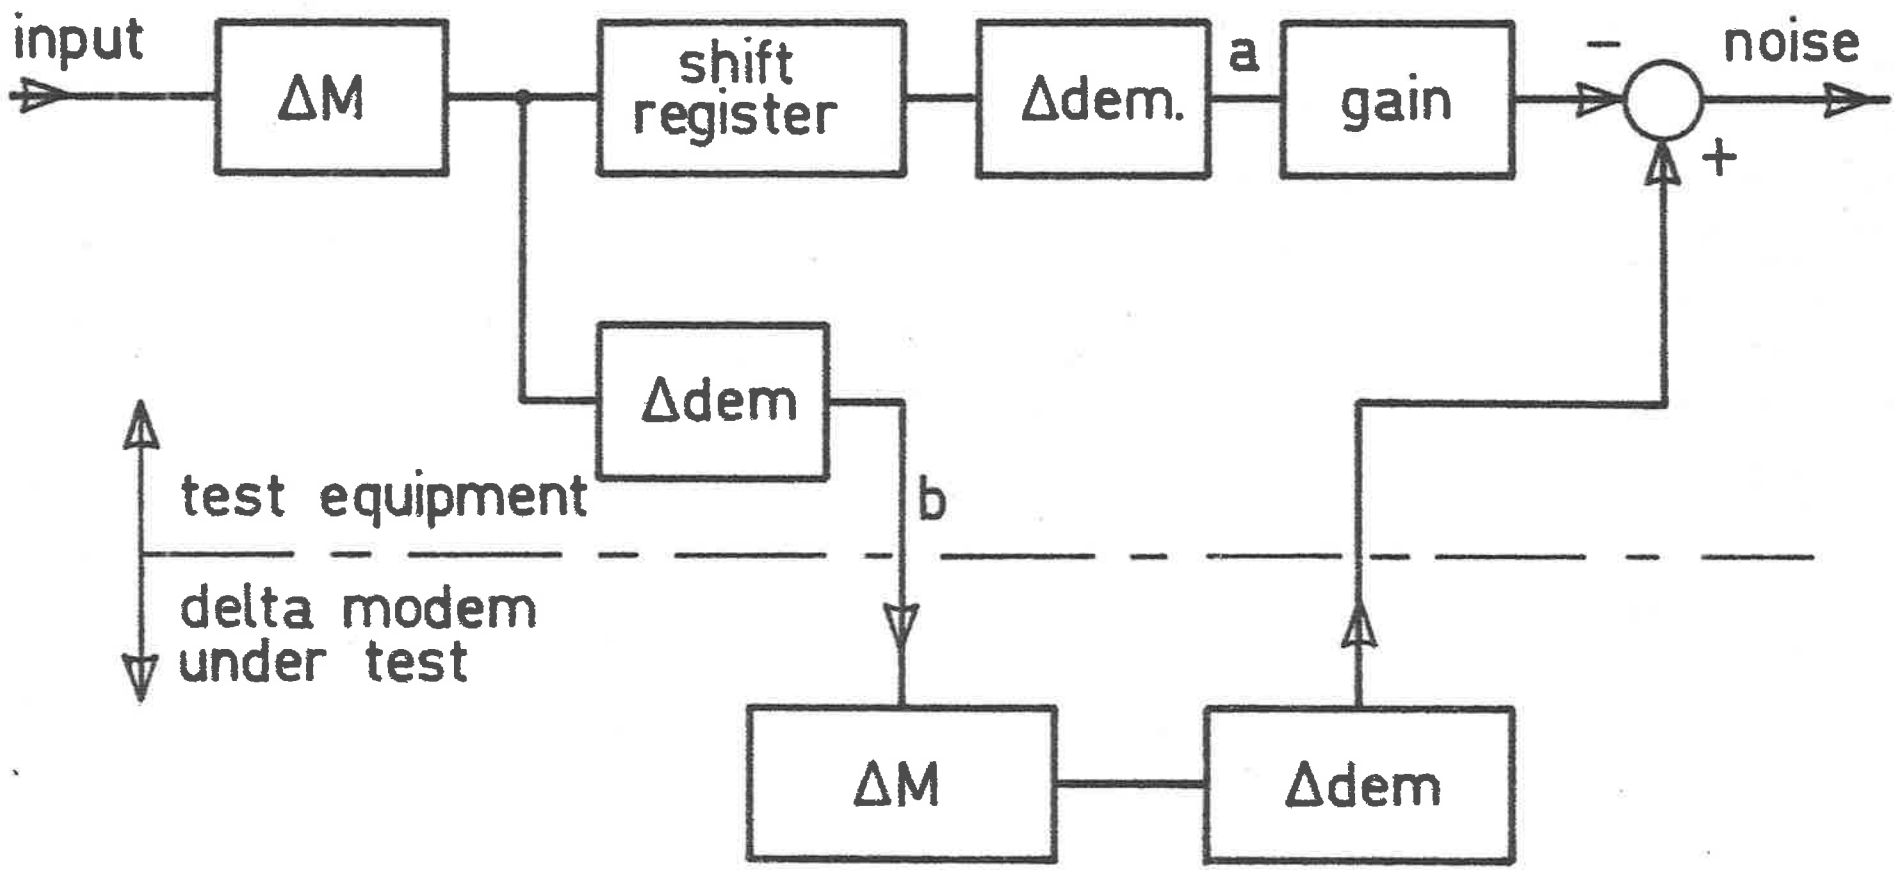 input
ΔM
shift
register
Δdem.
a
gain
-
noise
+
Δdem
b
test equipment
delta modem
under test
ΔM
Δdem